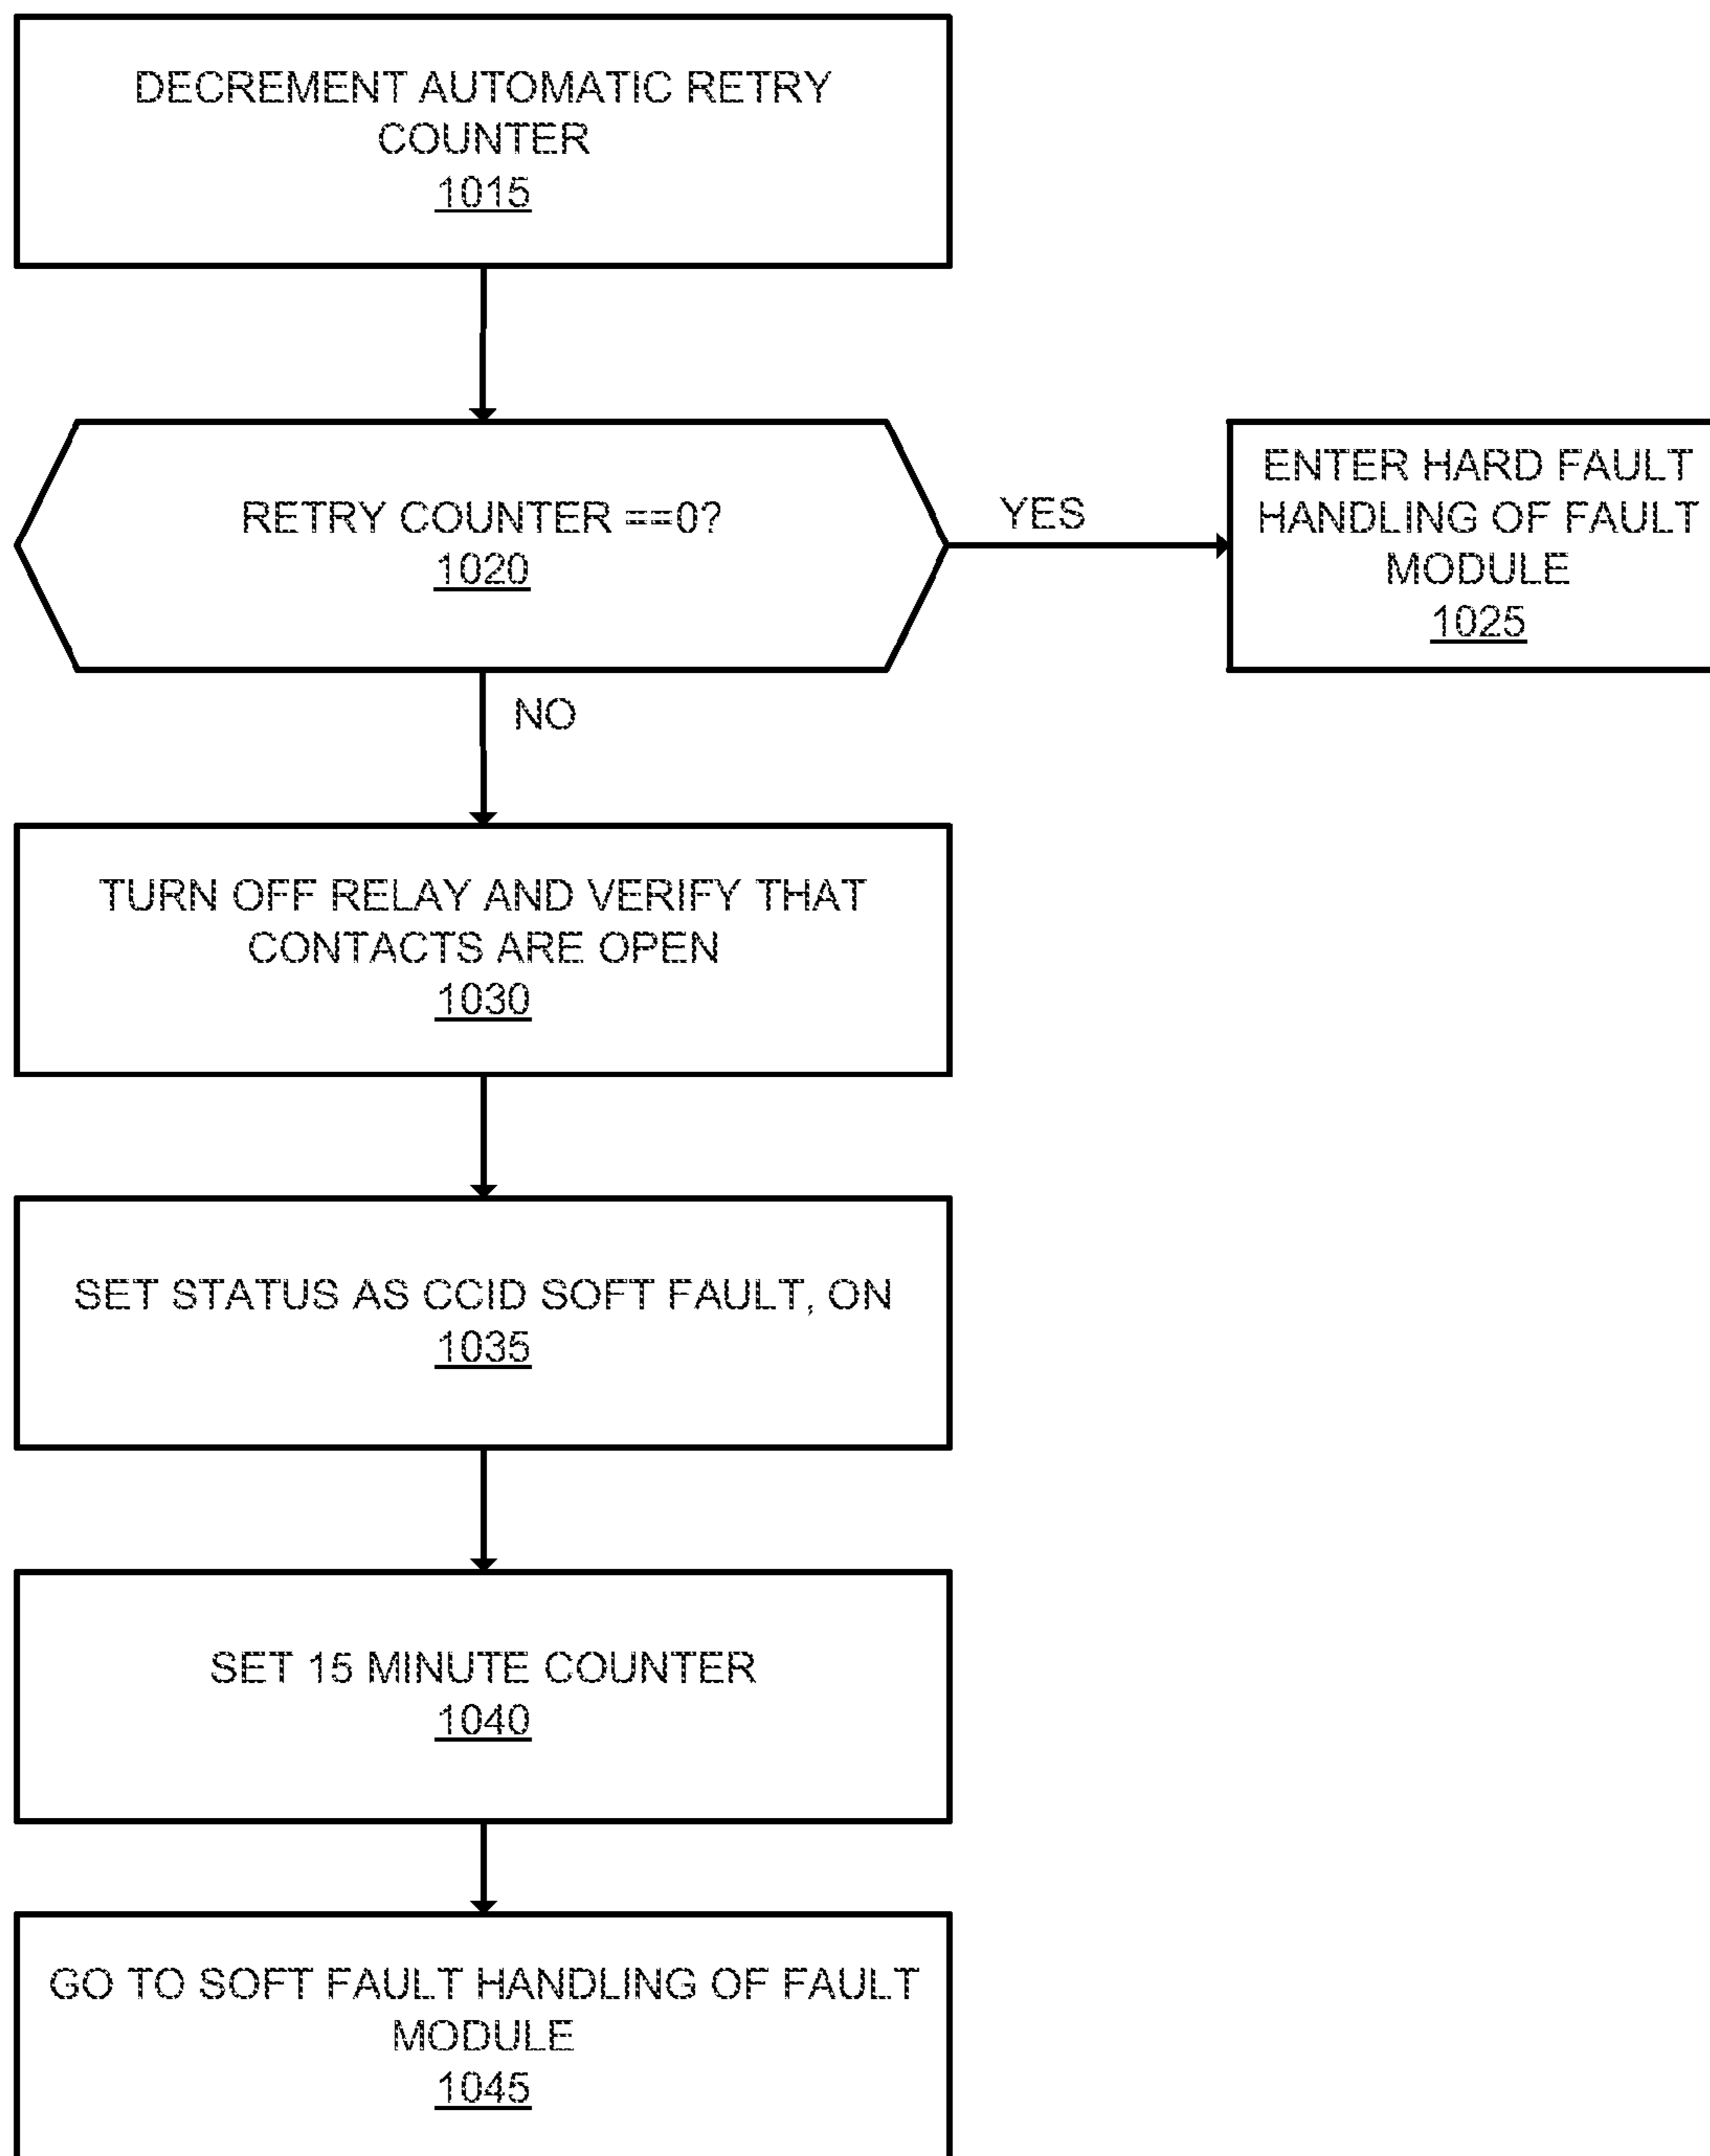 DECREMENT AUTOMATIC RETRY
COUNTER
1015
RETRY COUNTER ==0?
1020
YES
ENTER HARD FAULT
HANDLING OF FAULT
MODULE
1025
NO
TURN OFF RELAY AND VERIFY THAT
CONTACTS ARE OPEN
1030
SET STATUS AS CCID SOFT FAULT, ON
1035
SET 15 MINUTE COUNTER
1040
GO TO SOFT FAULT HANDLING OF FAULT
MODULE
1045